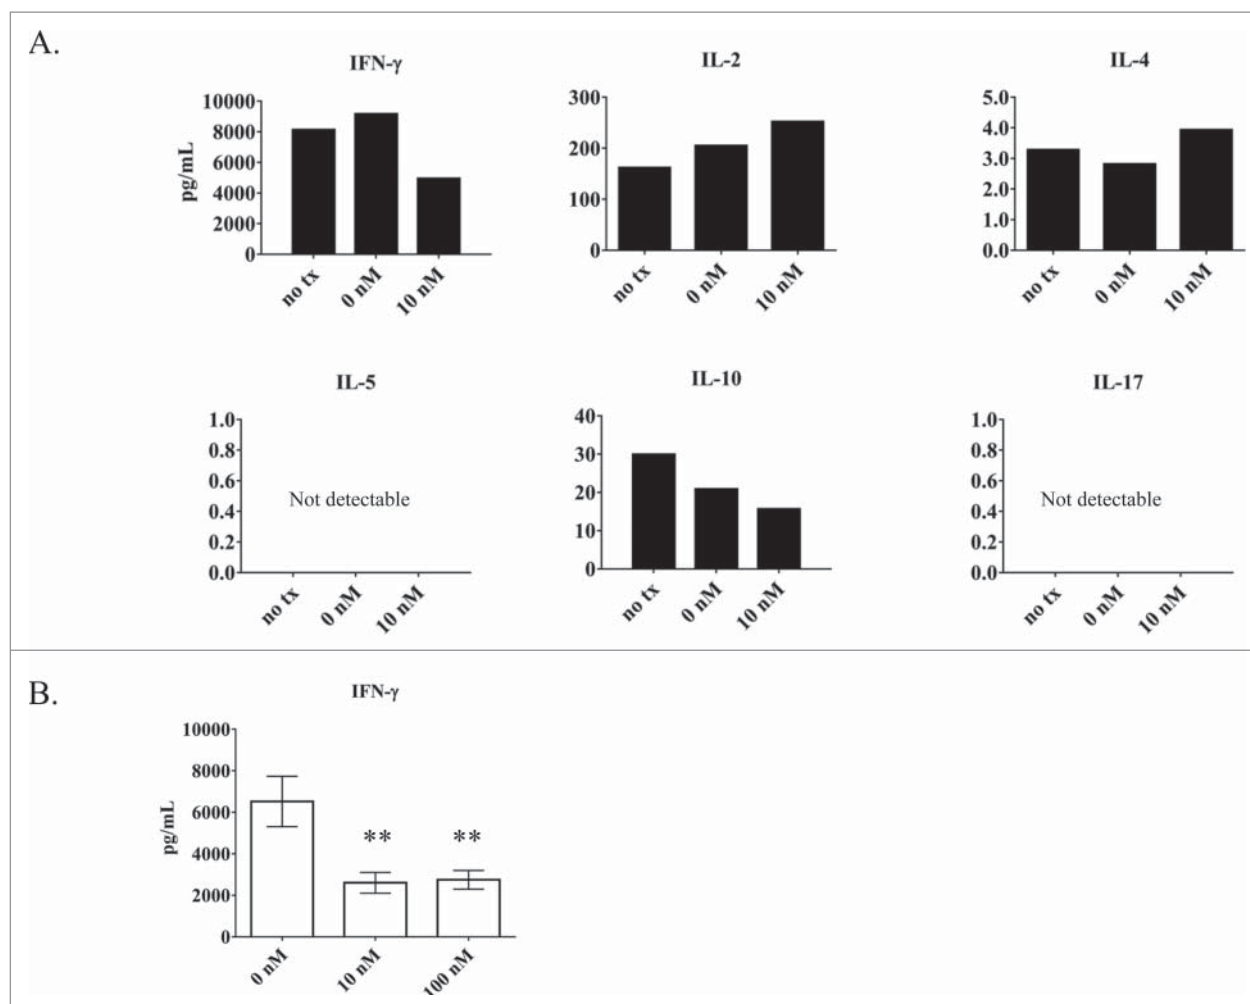 A.
IFN-γ
pg/mL
10000
8000
6000
4000
2000
0
no tx
0 nM
10 nM
IL-2
300
200
100
0
no tx
0 nM
10 nM
IL-4
5.0
4.0
3.0
2.0
1.0
0.0
no tx
0 nM
10 nM
IL-5
1.0
0.8
0.6
0.4
0.2
0.0
Not detectable
no tx
0 nM
10 nM
IL-10
40
30
20
10
0
no tx
0 nM
10 nM
IL-17
1.0
0.8
0.6
0.4
0.2
0.0
Not detectable
no tx
0 nM
10 nM
B.
IFN-γ
pg/mL
10000
8000
6000
4000
2000
0
** **
0 nM
10 nM
100 nM